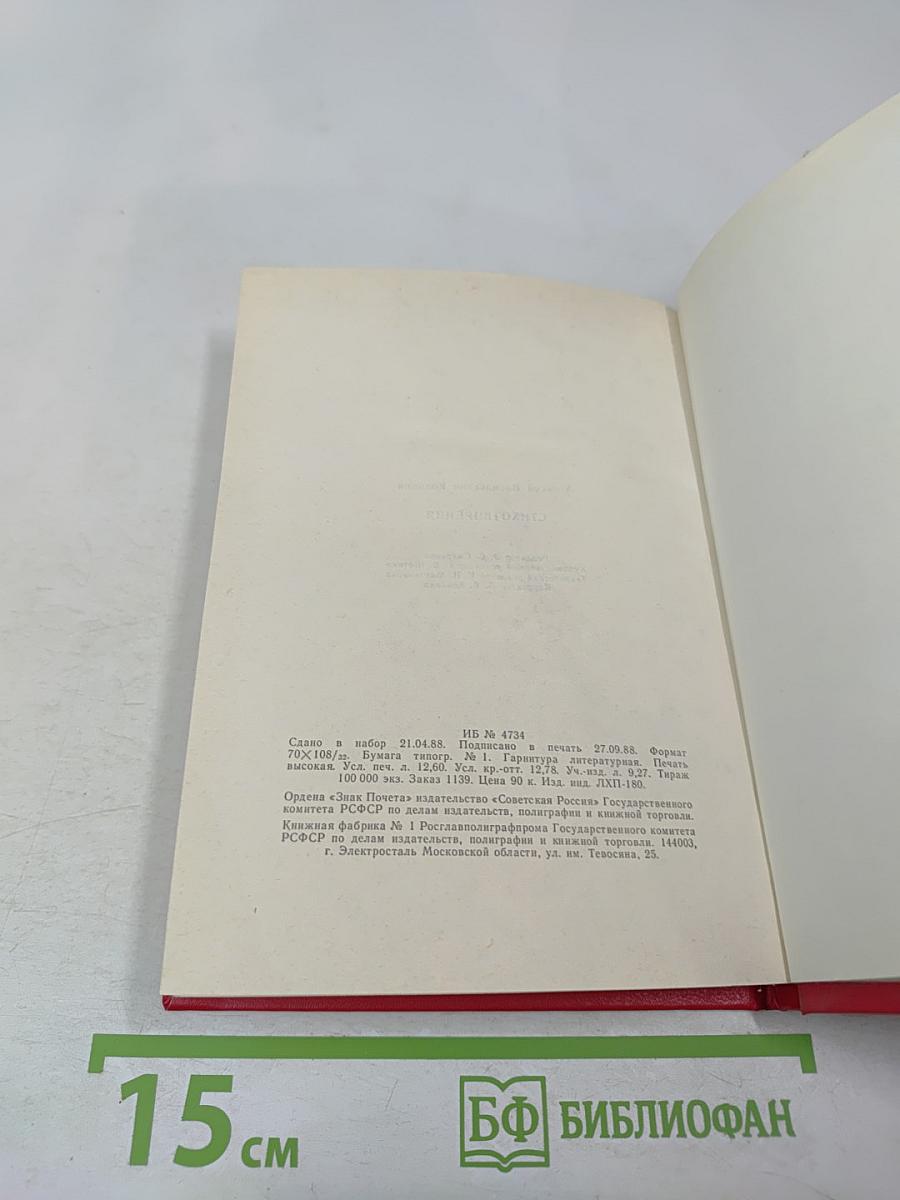 ИБ № 4734
Сдано в набор 21.04.88. Подписано в печать 27.09.88. Формат
70×108/32. Бумага типогр. № 1. Гарнитура литературная. Печать
высокая. Усл. печ. л. 12,60. Усл. кр.-отт. 12,78. Уч.-изд. л. 9,27. Тираж
100 000 экз. Заказ 1139. Цена 90 к. Изд. инд. ЛХП-180.
Ордена «Знак Почета» издательство «Советская Россия» Государственного
комитета РСФСР по делам издательств, полиграфии и книжной торговли.
Книжная фабрика № 1 Росглавполиграфпрома Государственного комитета
РСФСР по делам издательств, полиграфии и книжной торговли. 144003,
г. Электросталь Московской области, ул. им. Тевосяна, 25.
15 см
БФ БИБЛИОФАН